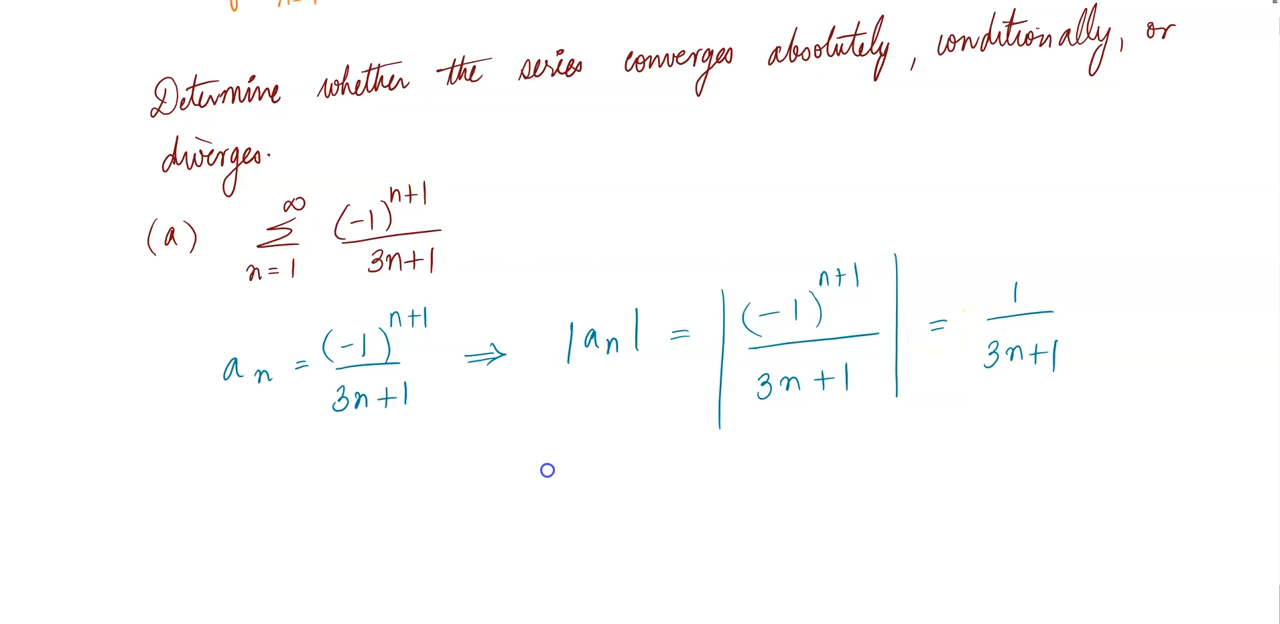 Determine whether the series converges absolutely, conditionally, or
diverges.
(a) ∑_{n=1}^{∞} (-1)^{n+1} / (3n+1)
a_n = (-1)^{n+1} / (3n+1) ⇒ |a_n| = | (-1)^{n+1} / (3n+1) | = 1 / (3n+1)